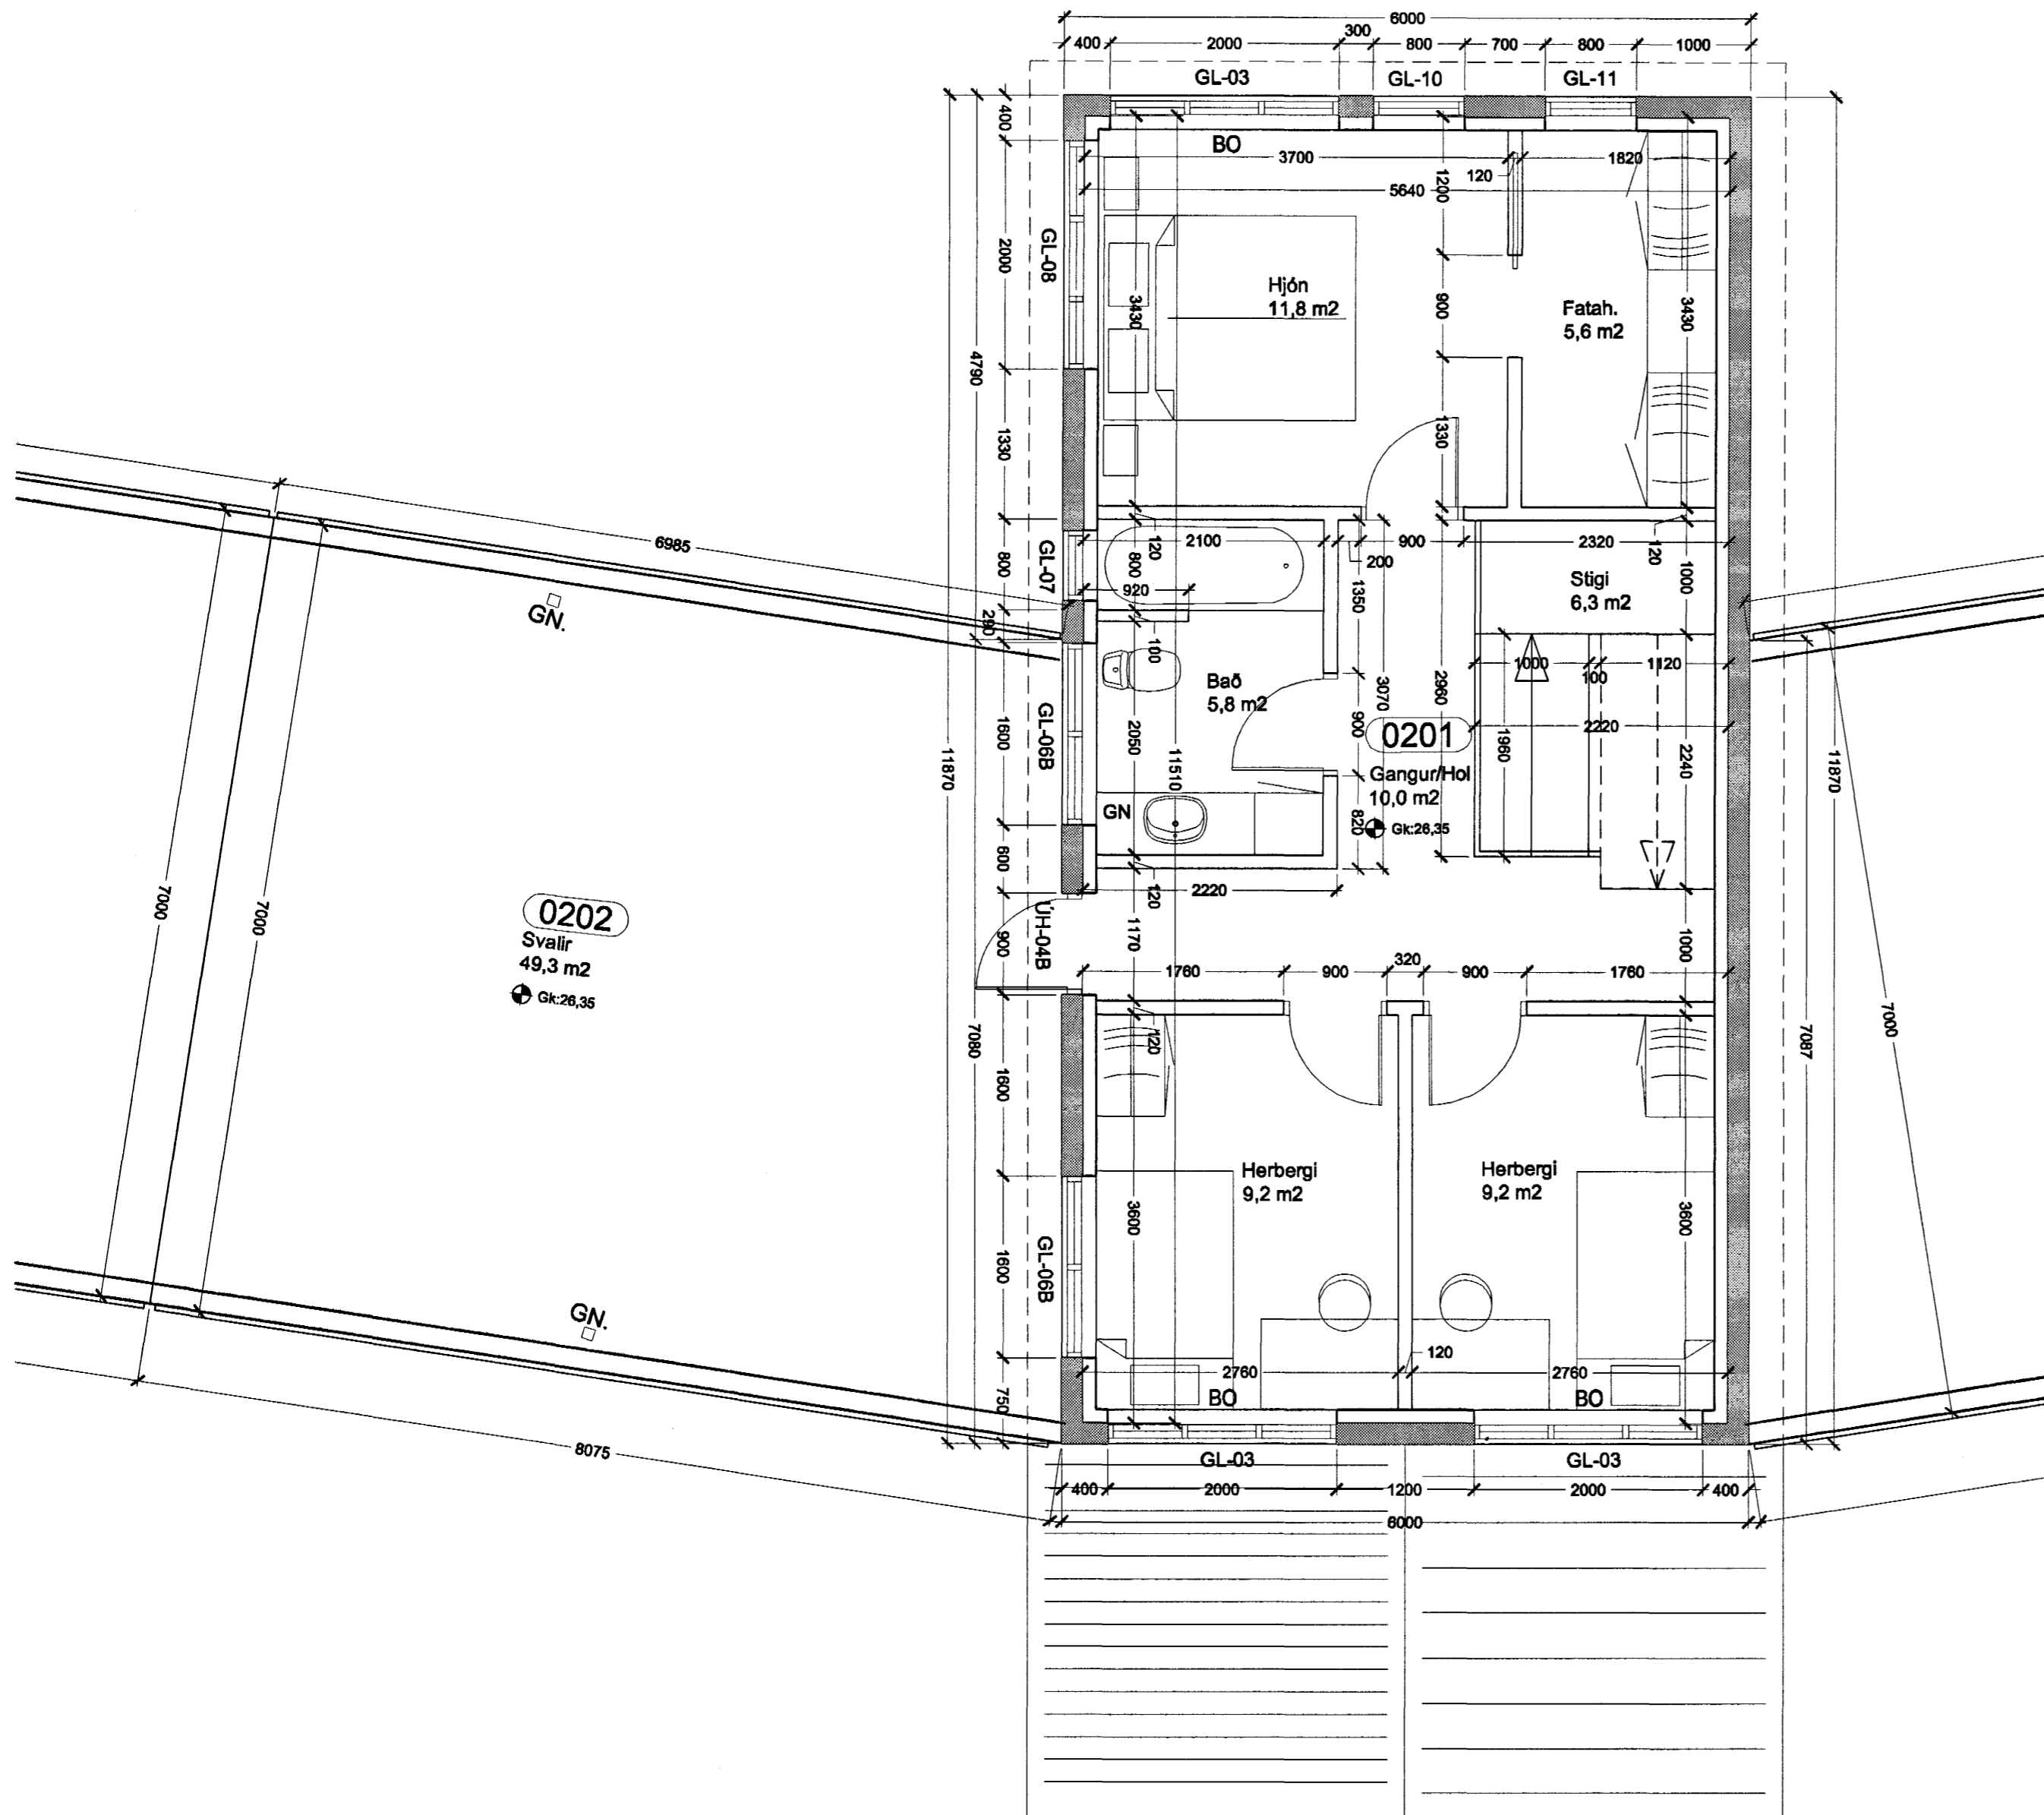 6000
400 2000 300 800 700 800 1000
GL-03 GL-10 GL-11
BO
3700 120 1820
5640
400
2000
GL-08
4790
1330
3430
1200
900
1330
3430
Hjón
11,8 m2
Fatah.
5,6 m2
6985
GN.
GL-07
800
290
2100 900 2320
200
120
800
920
100
1350
120
1000
Stigi
6,3 m2
1000 100 1120
2220
1960
2240
Bað
5,8 m2
2050
11510
900
3070
2960
820
0201
Gangur/Hol
10,0 m2
Gk:26,35
GN
GL-06B
1600
600
11870
11870
120
2220
ÚH-04B
900
1170
1000
1760 900 320 900 1760
7000
7000
0202
Svalir
49,3 m2
Gk:26,35
7080
1600
120
7087
7000
Herbergi
9,2 m2
Herbergi
9,2 m2
3600
3600
GL-06B
1600
GN.
750
2760 120 2760
BO BO
8075
GL-03 GL-03
400 2000 1200 2000 400
6000